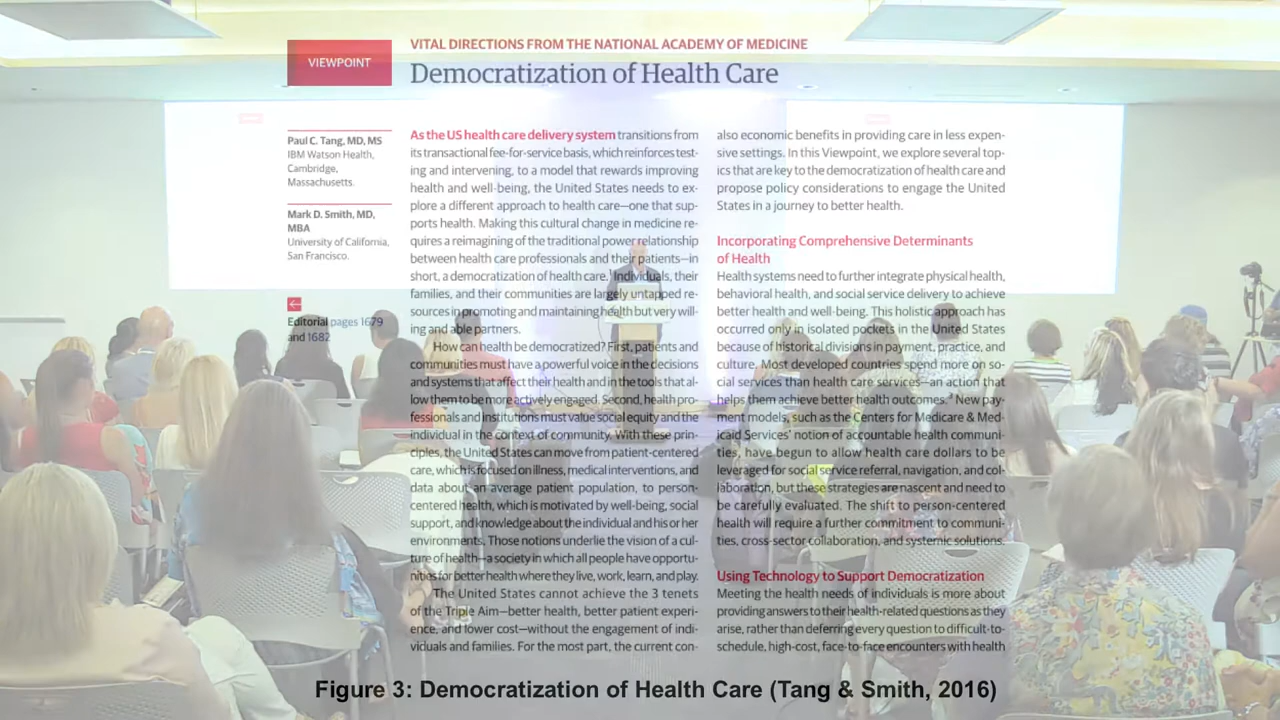 VITAL DIRECTIONS FROM THE NATIONAL ACADEMY OF MEDICINE
VIEWPOINT
Democratization of Health Care
Paul C. Tang, MD, MS
IBM Watson Health,
Cambridge,
Massachusetts.
Mark D. Smith, MD,
MBA
University of California,
San Francisco.
Editorial pages 1679
and 1682
As the US health care delivery system transitions from
its transactional fee-for-service basis, which reinforces test-
ing and intervening, to a model that rewards improving
health and well-being, the United States needs to ex-
plore a different approach to health care—one that sup-
ports health. Making this cultural change in medicine re-
quires a reimagining of the traditional power relationship
between health care professionals and their patients—in
short, a democratization of health care.1 Individuals, their
families, and their communities are largely untapped re-
sources in promoting and maintaining health but very will-
ing and able partners.
How can health be democratized? First, patients and
communities must have a powerful voice in the decisions
and systems that affect their health and in the tools that al-
low them to be more actively engaged. Second, health pro-
fessionals and institutions must value social equity and the
individual in the context of community. With these prin-
ciples, the United States can move from patient-centered
care, which is focused on illness, medical interventions, and
data about an average patient population, to person-
centered health, which is motivated by well-being, social
support, and knowledge about the individual and his or her
environments. Those notions underlie the vision of a cul-
ture of health—a society in which all people have opportu-
nities for better health where they live, work, learn, and play.
The United States cannot achieve the 3 tenets
of the Triple Aim—better health, better patient experi-
ence, and lower cost—without the engagement of indi-
viduals and families. For the most part, the current con-
also economic benefits in providing care in less expen-
sive settings. In this Viewpoint, we explore several top-
ics that are key to the democratization of health care and
propose policy considerations to engage the United
States in a journey to better health.
Incorporating Comprehensive Determinants
of Health
Health systems need to further integrate physical health,
behavioral health, and social service delivery to achieve
better health and well-being. This holistic approach has
occurred only in isolated pockets in the United States
because of historical divisions in payment, practice, and
culture. Most developed countries spend more on so-
cial services than health care services—an action that
helps them achieve better health outcomes. New pay-
ment models, such as the Centers for Medicare & Med-
icaid Services' notion of accountable health communi-
ties, have begun to allow health care dollars to be
leveraged for social service referral, navigation, and col-
laboration, but these strategies are nascent and need to
be carefully evaluated. The shift to person-centered
health will require a further commitment to communi-
ties, cross-sector collaboration, and systemic solutions.
Using Technology to Support Democratization
Meeting the health needs of individuals is more about
providing answers to their health-related questions as they
arise, rather than deferring every question to difficult-to-
schedule, high-cost, face-to-face encounters with health
Figure 3: Democratization of Health Care (Tang & Smith, 2016)